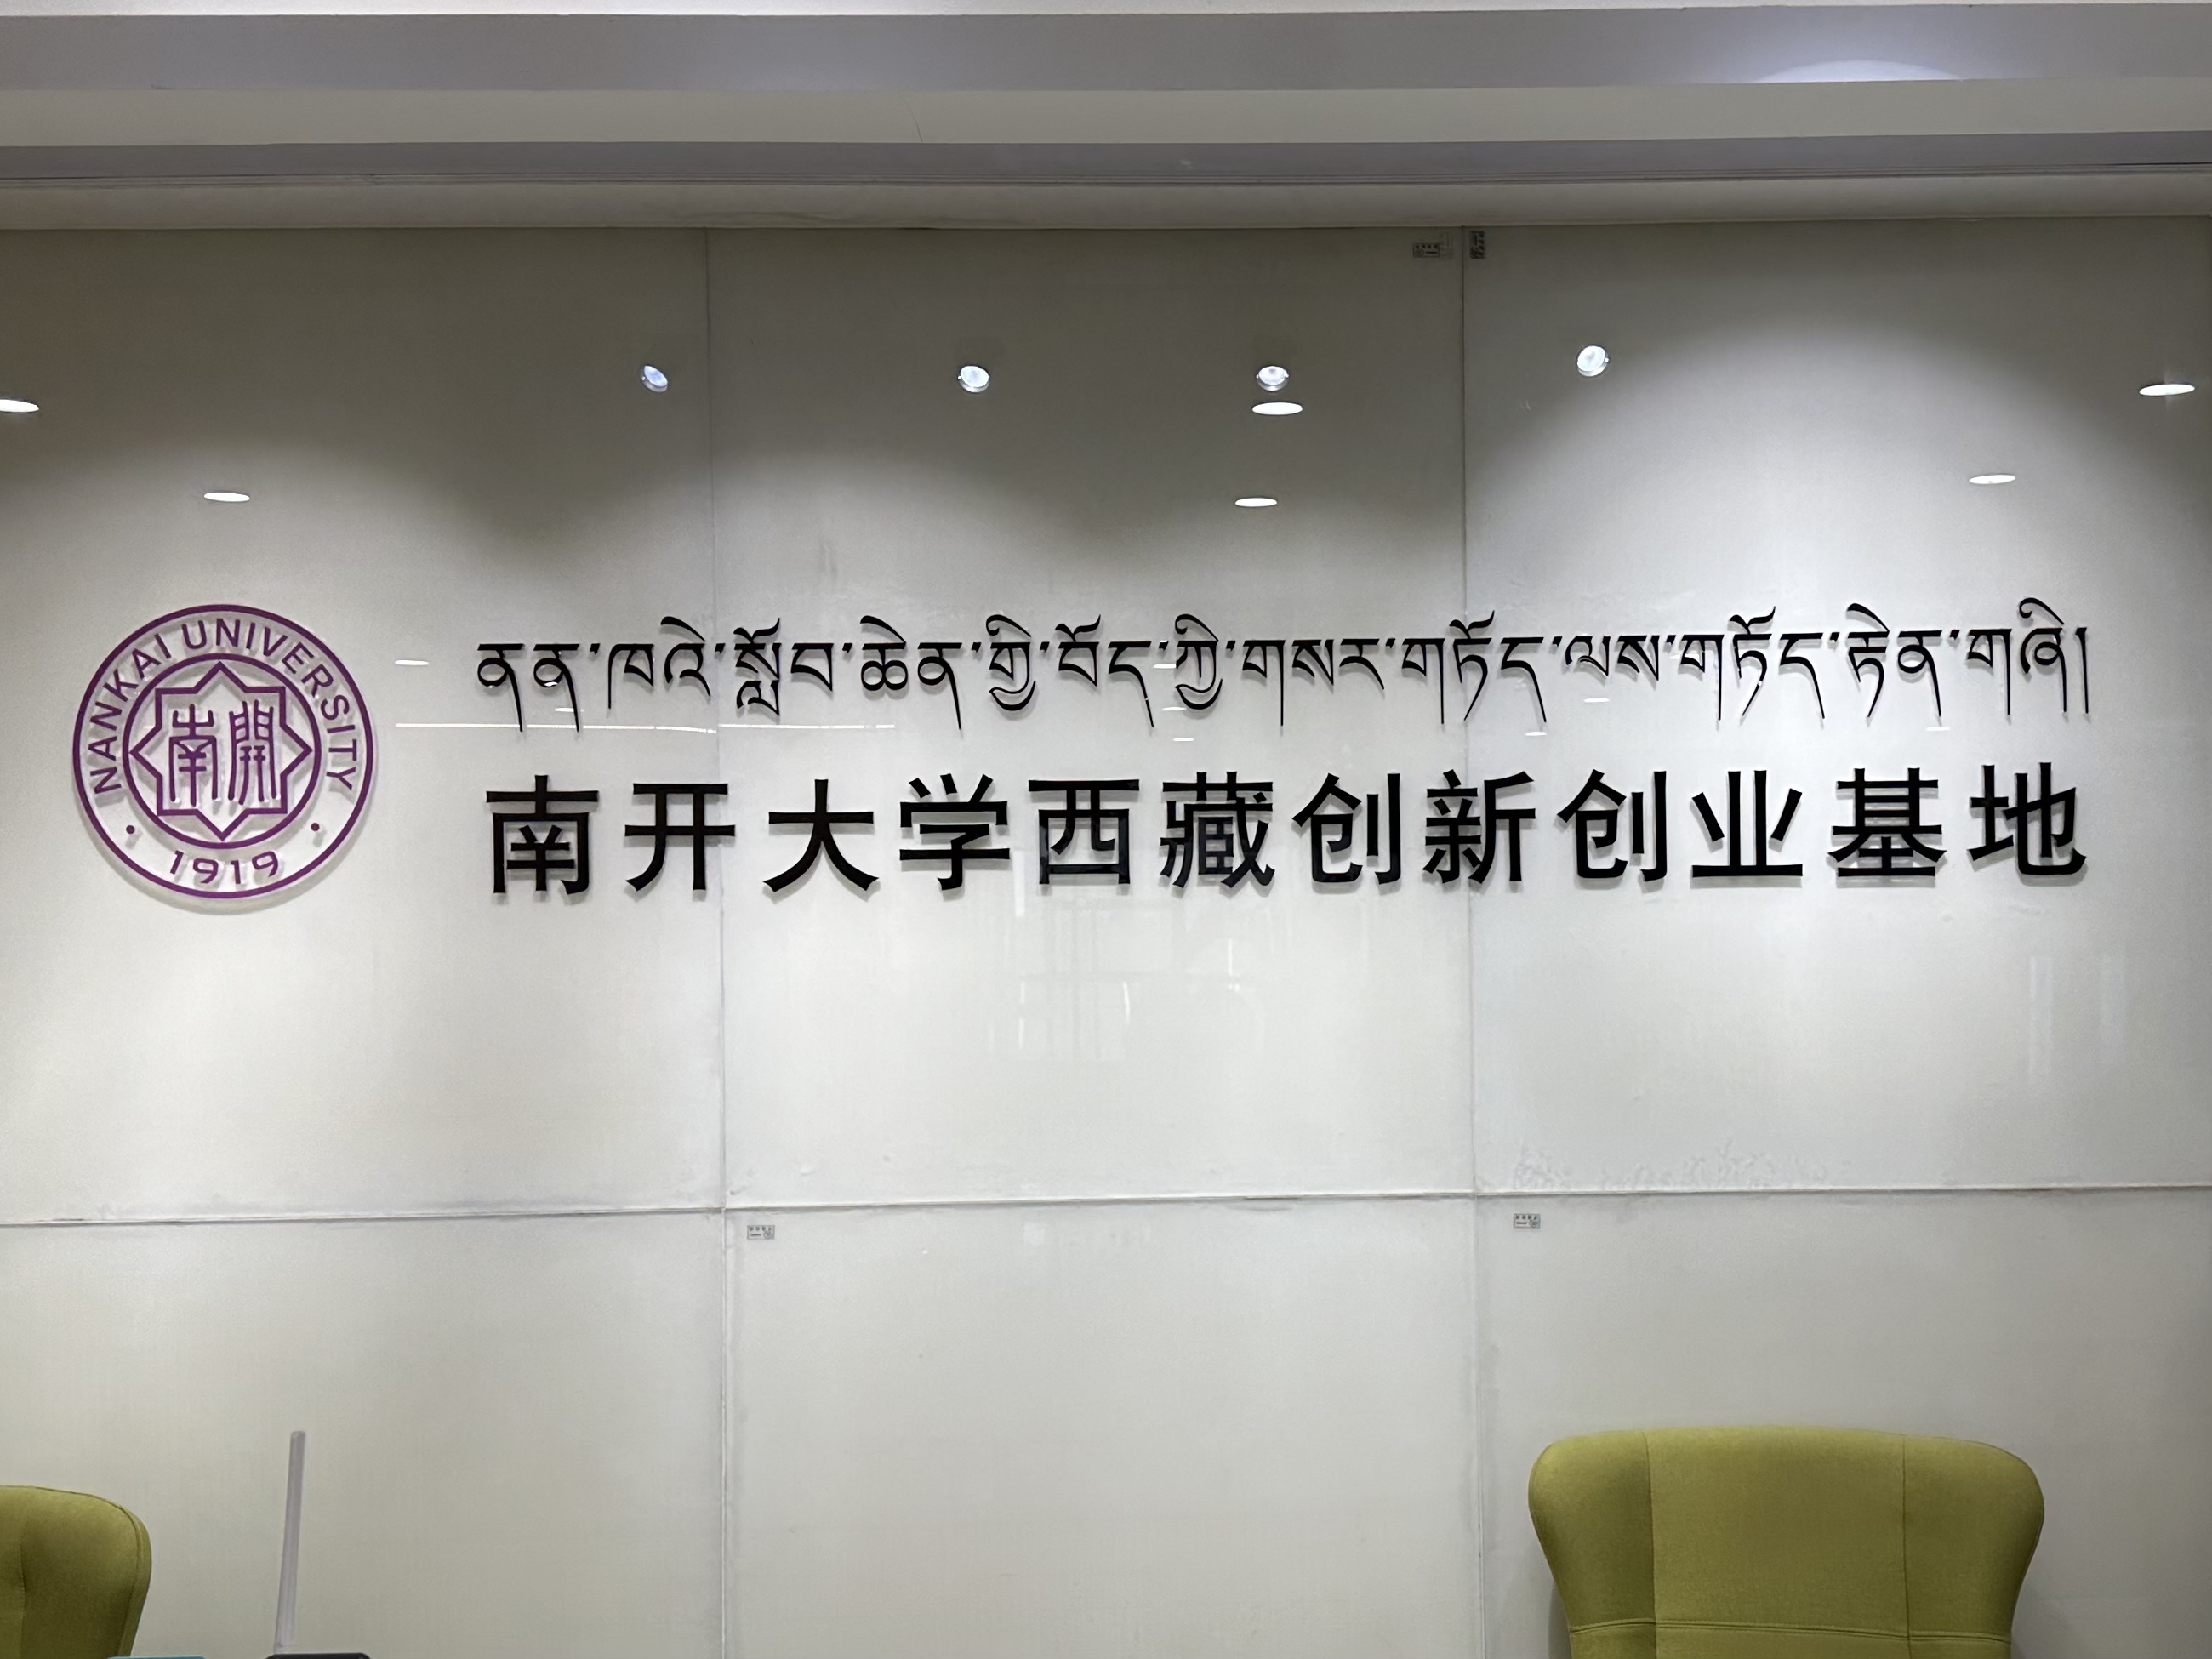 NANKAI UNIVERSITY
南開
1919
ནན་ཁའེ་སློབ་ཆེན་གྱི་བོད་ཀྱི་གསར་གཏོད་ལས་གཏོད་རྟེན་གཞི།
南开大学西藏创新创业基地